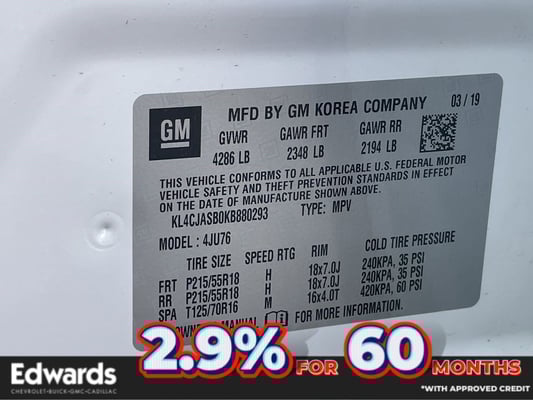 GM
MFD BY GM KOREA COMPANY 03/19
GVWR GAWR FRT GAWR RR
4286 LB 2348 LB 2194 LB
THIS VEHICLE CONFORMS TO ALL APPLICABLE U.S. FEDERAL MOTOR
VEHICLE SAFETY AND THEFT PREVENTION STANDARDS IN EFFECT
ON THE DATE OF MANUFACTURE SHOWN ABOVE.
KL4CJASB0KB880293 TYPE: MPV
MODEL: 4JU76
TIRE SIZE SPEED RTG RIM COLD TIRE PRESSURE
FRT P215/55R18 H 18x7.0J 240KPA, 35 PSI
RR P215/55R18 H 18x7.0J 240KPA, 35 PSI
SPA T125/70R16 M 16x4.0T 420KPA, 60 PSI
MANUAL FOR MORE INFORMATION.
2.9% FOR 60 MONTHS
Edwards
CHEVROLET-BUICK-GMC-CADILLAC
*WITH APPROVED CREDIT